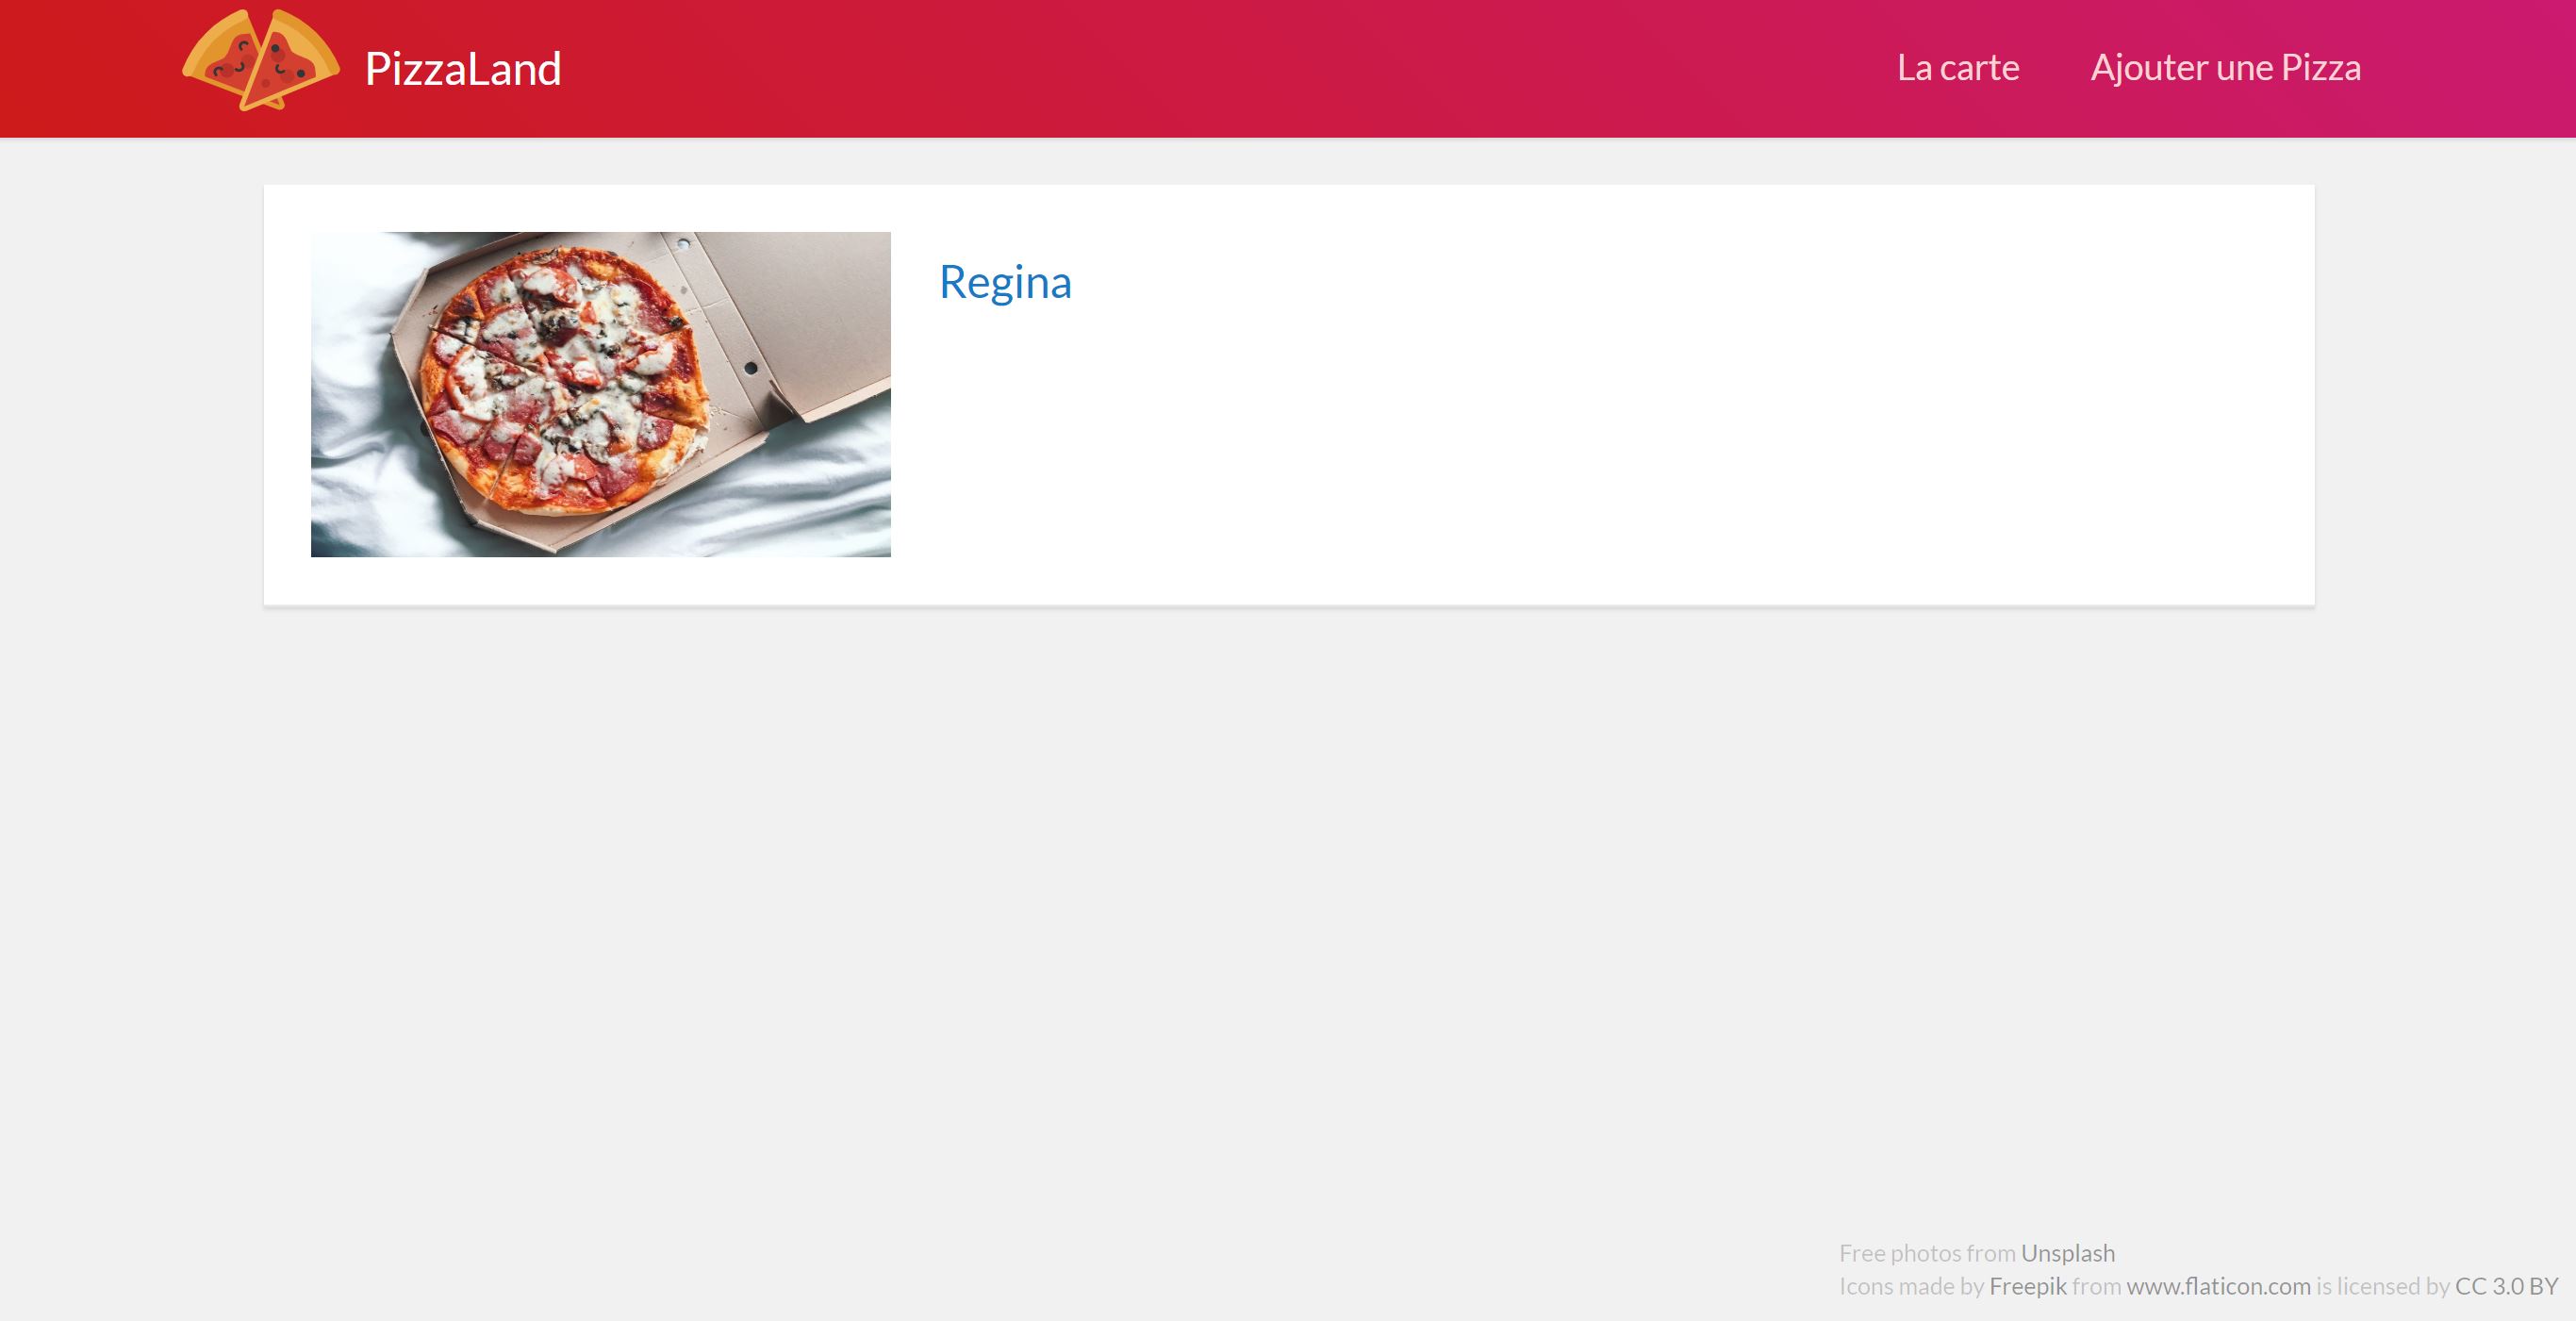 PizzaLand
La carte
Ajouter une Pizza
Regina
Free photos from Unsplash
Icons made by Freepik from www.flaticon.com is licensed by CC 3.0 BY